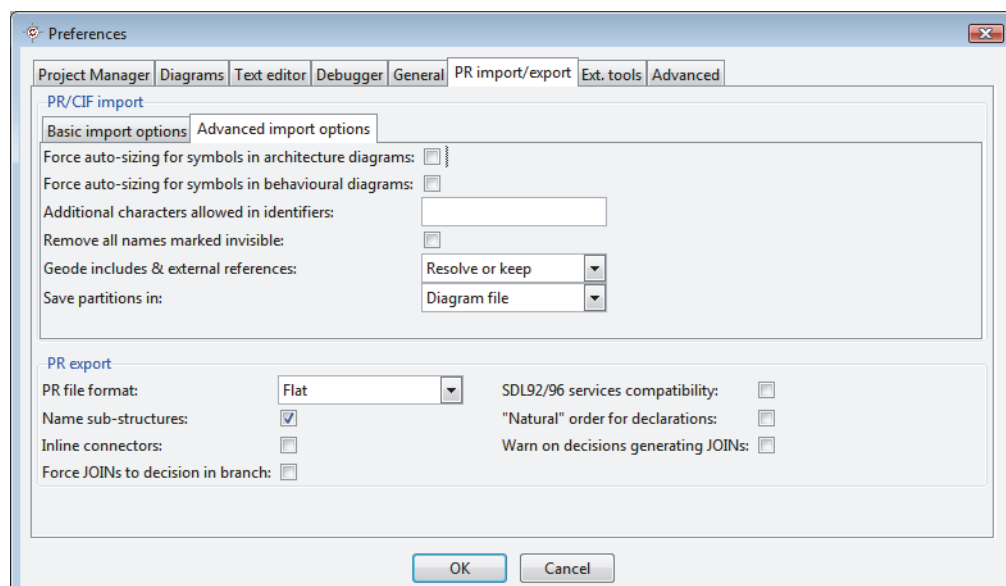 Preferences
Project Manager Diagrams Text editor Debugger General PR import/export Ext. tools Advanced
PR/CIF import
Basic import options Advanced import options
Force auto-sizing for symbols in architecture diagrams:
Force auto-sizing for symbols in behavioural diagrams:
Additional characters allowed in identifiers:
Remove all names marked invisible:
Geode includes & external references: Resolve or keep
Save partitions in: Diagram file
PR export
PR file format: Flat SDL92/96 services compatibility:
Name sub-structures: "Natural" order for declarations:
Inline connectors: Warn on decisions generating JOINs:
Force JOINs to decision in branch:
OK Cancel